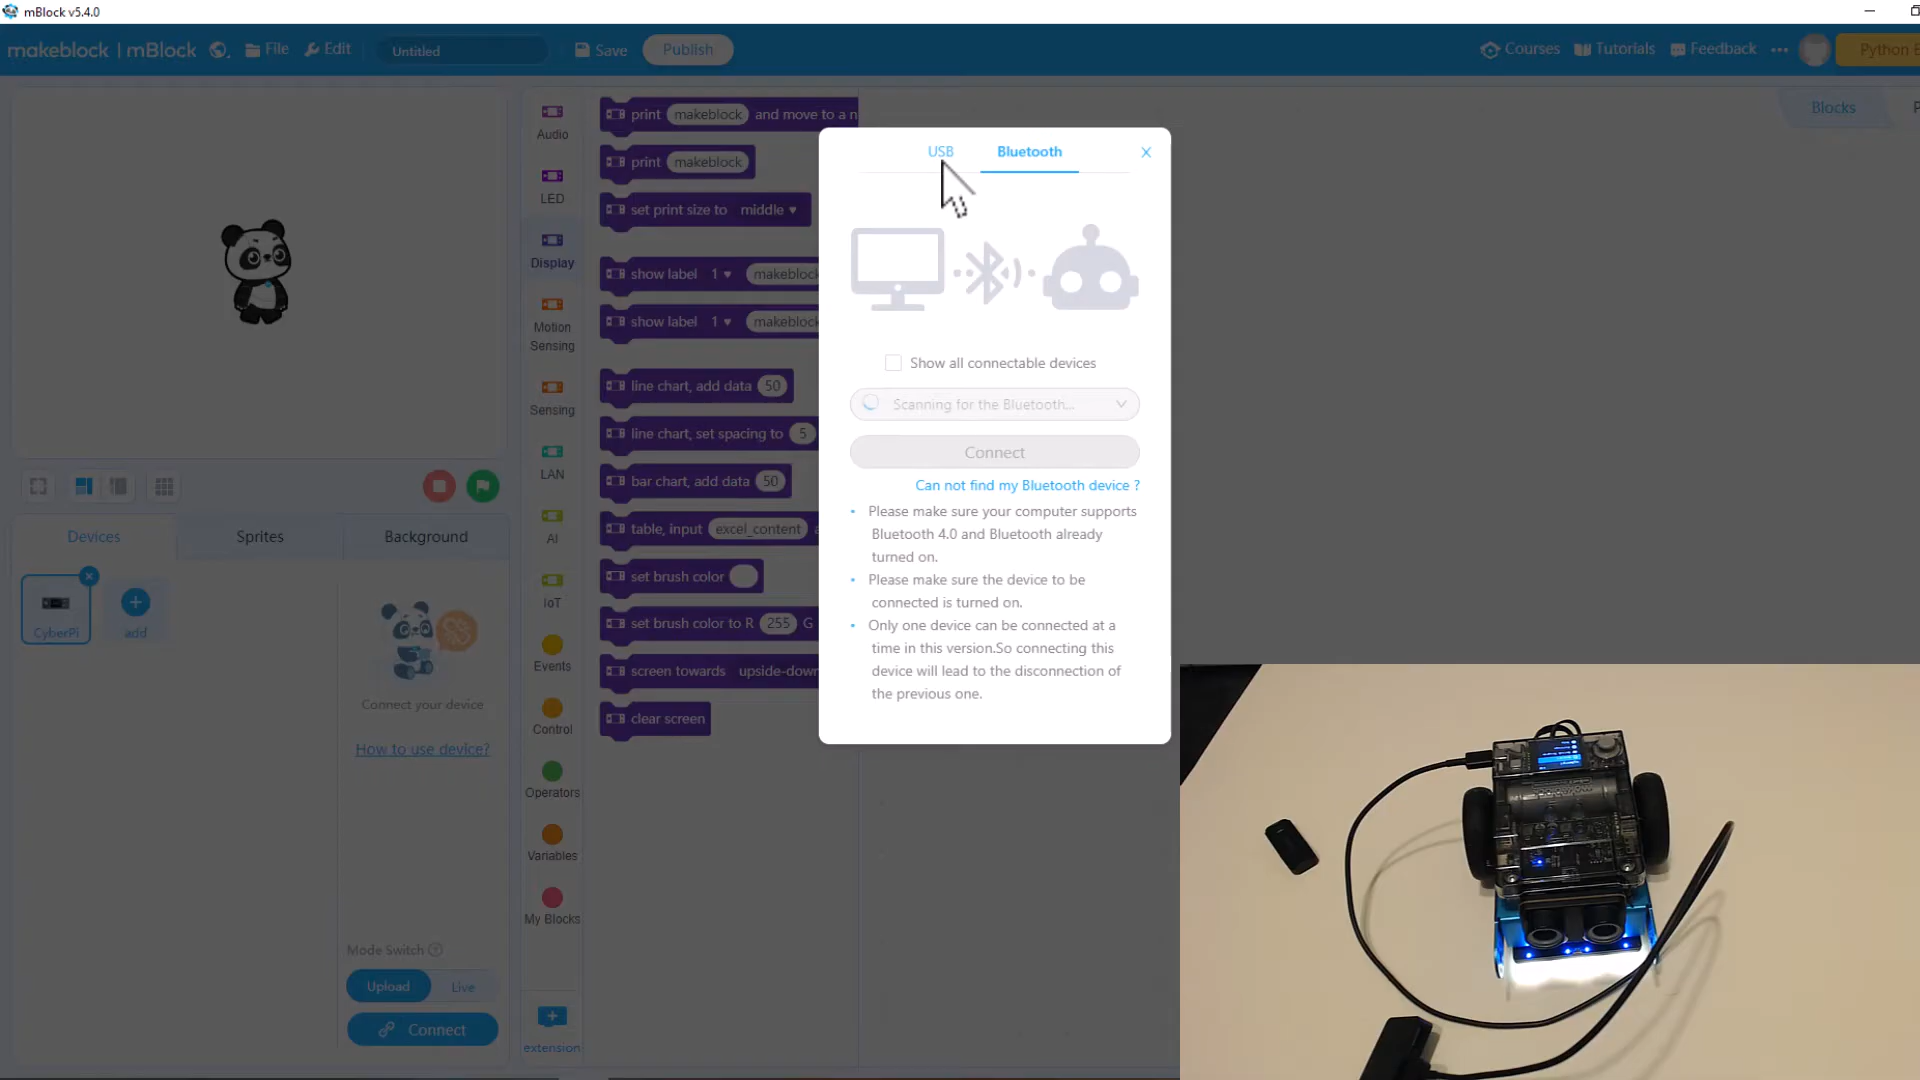 mBlock v5.4.0
makeblock | mBlock File Edit Untitled Save Publish Courses Tutorials Feedback Python
Blocks
Audio
LED
Display
Motion
Sensing
Sensing
LAN
AI
IoT
Events
Control
Operators
Variables
My Blocks
extension
print makeblock and move to a n
print makeblock
set print size to middle
show label 1 makeblock
show label 1 makeblock
line chart, add data 50
line chart, set spacing to 5
bar chart, add data 50
table, input excel_content
set brush color
set brush color to R 255 G
screen towards upside-down
clear screen
USB Bluetooth X
Show all connectable devices
Scanning for the Bluetooth...
Connect
Can not find my Bluetooth device ?
• Please make sure your computer supports
Bluetooth 4.0 and Bluetooth already
turned on.
• Please make sure the device to be
connected is turned on.
• Only one device can be connected at a
time in this version.So connecting this
device will lead to the disconnection of
the previous one.
Devices Sprites Background
CyberPi
add
Connect your device
How to use device?
Mode Switch ?
Upload Live
Connect